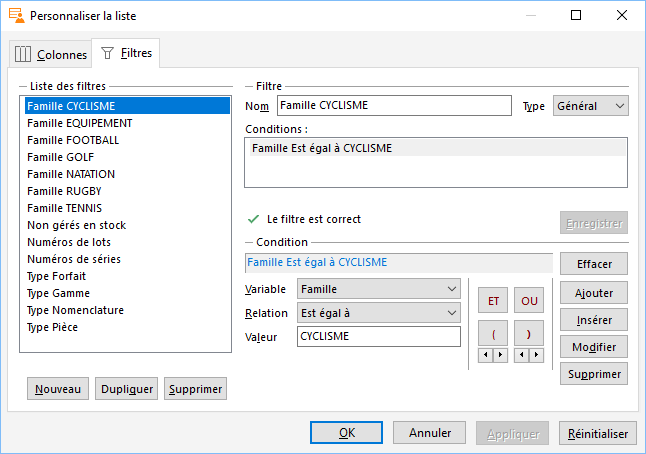 Personnaliser la liste
Colonnes
Filtres
Liste des filtres
Famille CYCLISME
Famille EQUIPEMENT
Famille FOOTBALL
Famille GOLF
Famille NATATION
Famille RUGBY
Famille TENNIS
Non gérés en stock
Numéros de lots
Numéros de séries
Type Forfait
Type Gamme
Type Nomenclature
Type Pièce
Nouveau Dupliquer Supprimer
Filtre
Nom Famille CYCLISME Type Général
Conditions :
Famille Est égal à CYCLISME
Le filtre est correct Enregistrer
Condition
Famille Est égal à CYCLISME
Variable Famille
Relation Est égal à
Valeur CYCLISME
ET OU
( )
Effacer
Ajouter
Insérer
Modifier
Supprimer
OK Annuler Appliquer Réinitialiser